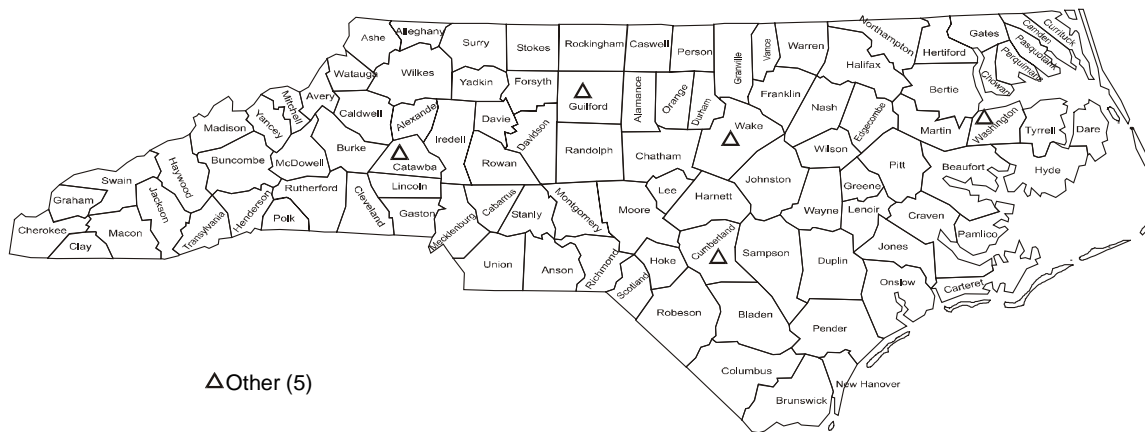 Ashe
Alleghany
Surry
Stokes
Rockingham
Caswell
Person
Granville
Vance
Warren
Northampton
Gates
Camden
Currituck
Pasquotank
Perquimans
Hertiford
Halifax
Watauga
Wilkes
Yadkin
Forsyth
Guilford
Alamance
Orange
Durham
Franklin
Nash
Edgecombe
Bertie
Chowan
Mitchell
Avery
Caldwell
Alexande
Iredell
Davie
Davidson
Wake
Martin
Washington
Tyrrell
Dare
Madison
Yancey
Burke
Catawba
Rowan
Randolph
Chatham
Wilson
Pitt
Beaufort
Hyde
Buncombe
McDowell
Haywood
Swain
Johnston
Lee
Harnett
Greene
Rutherford
Lincoln
Cleveland
Gaston
Cabarrus
Stanly
Montgomery
Moore
Wayne
Lenoir
Craven
Pamlico
Graham
Jackson
Cherokee
Macon
Clay
Transylvania
Henderson
Polk
Mecklenburg
Union
Anson
Richmond
Scotland
Hoke
Cumberland
Sampson
Duplin
Jones
Onslow
Carteret
Robeson
Bladen
Pender
Columbus
New Hanover
Brunswick
Other (5)